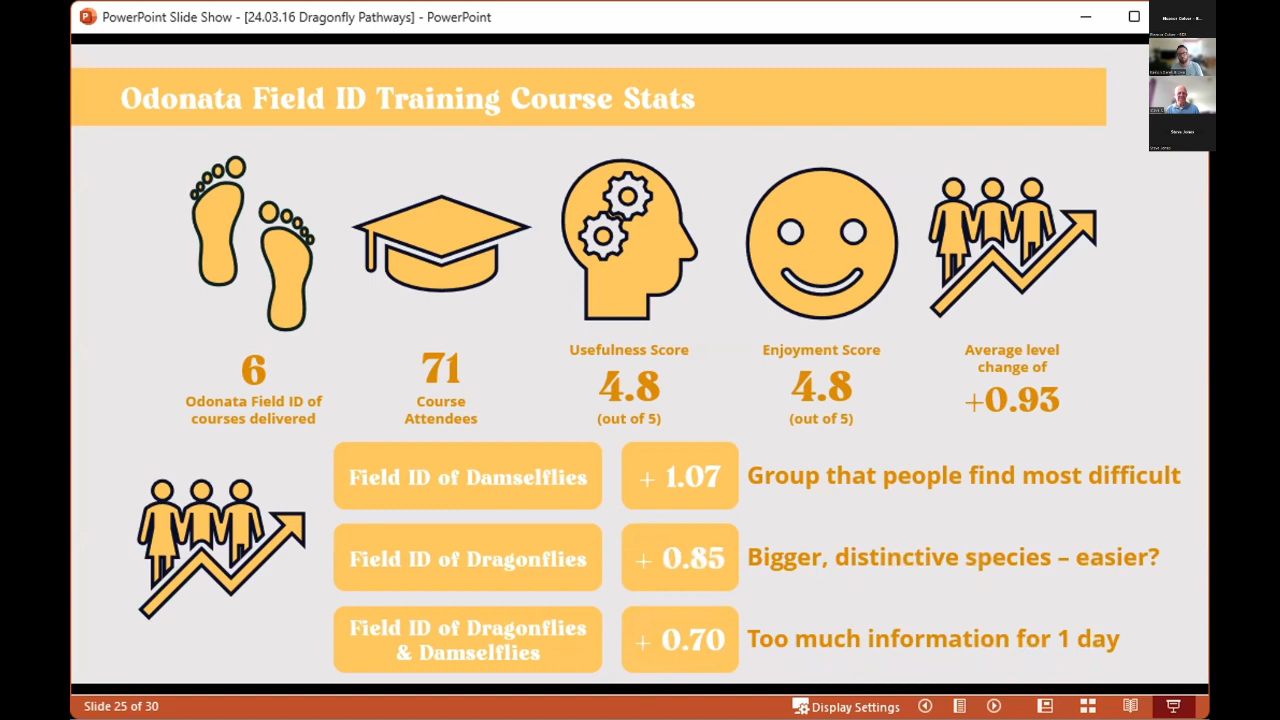 PowerPoint Slide Show - [24.03.16 Dragonfly Pathways] - PowerPoint
Odonata Field ID Training Course Stats
6
Odonata Field ID of
courses delivered
71
Course
Attendees
Usefulness Score
4.8
(out of 5)
Enjoyment Score
4.8
(out of 5)
Average level
change of
+0.93
Field ID of Damselflies
+ 1.07
Group that people find most difficult
Field ID of Dragonflies
+ 0.85
Bigger, distinctive species – easier?
Field ID of Dragonflies
& Damselflies
+ 0.70
Too much information for 1 day
Slide 25 of 30
Display Settings
Steve Jones
Steve Jones